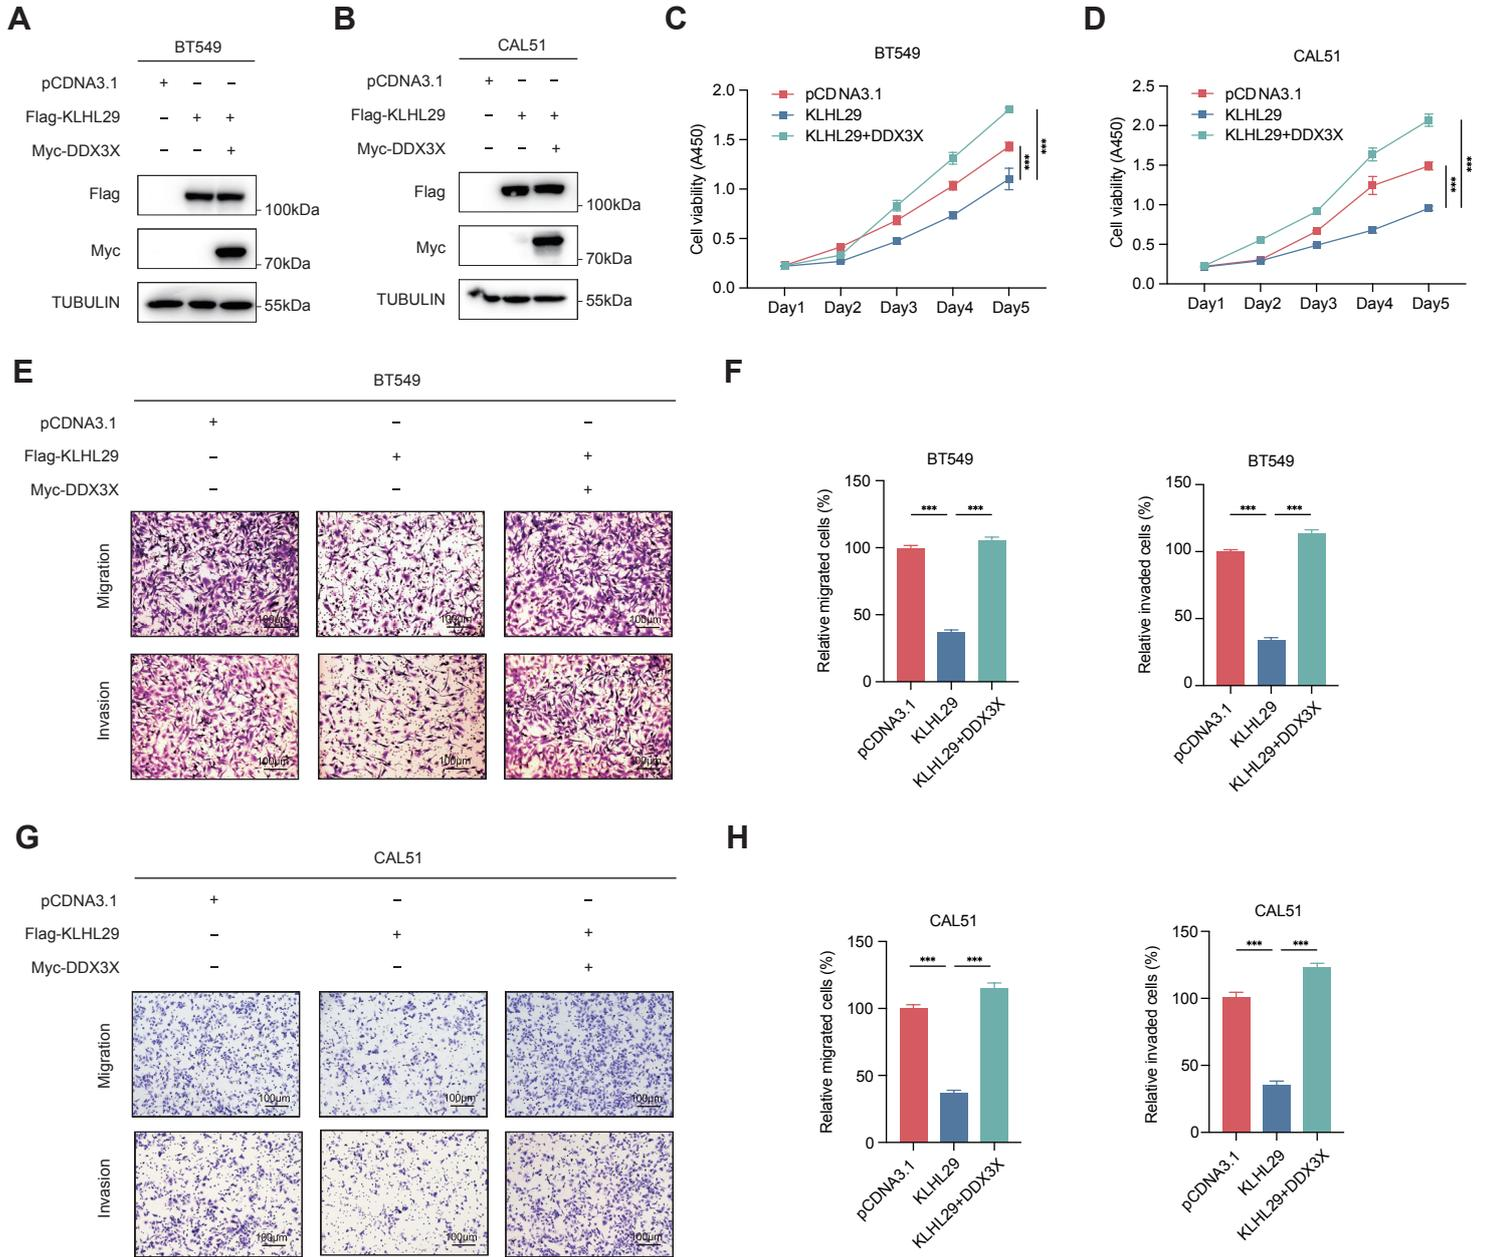 A
BT549
pCDNA3.1 + – –
Flag-KLHL29 – + +
Myc-DDX3X – – +
Flag
100kDa
Myc
70kDa
TUBULIN
55kDa
B
CAL51
pCDNA3.1 + – –
Flag-KLHL29 – + +
Myc-DDX3X – – +
Flag
100kDa
Myc
70kDa
TUBULIN
55kDa
C
BT549
Cell viability (A450)
2.0
1.5
1.0
0.5
0.0
pCDNA3.1
KLHL29
KLHL29+DDX3X
***
***
Day1 Day2 Day3 Day4 Day5
D
CAL51
Cell viability (A450)
2.5
2.0
1.5
1.0
0.5
0.0
pCDNA3.1
KLHL29
KLHL29+DDX3X
***
***
Day1 Day2 Day3 Day4 Day5
E
BT549
pCDNA3.1 + – –
Flag-KLHL29 – + +
Myc-DDX3X – – +
Migration
100μm 100μm 100μm
Invasion
100μm 100μm 100μm
F
BT549
Relative migrated cells (%)
150
100
50
0
*** ***
pCDNA3.1
KLHL29
KLHL29+DDX3X
BT549
Relative invaded cells (%)
150
100
50
0
*** ***
pCDNA3.1
KLHL29
KLHL29+DDX3X
G
CAL51
pCDNA3.1 + – –
Flag-KLHL29 – + +
Myc-DDX3X – – +
Migration
100μm 100μm 100μm
Invasion
100μm 100μm 100μm
H
CAL51
Relative migrated cells (%)
150
100
50
0
*** ***
pCDNA3.1
KLHL29
KLHL29+DDX3X
CAL51
Relative invaded cells (%)
150
100
50
0
*** ***
pCDNA3.1
KLHL29
KLHL29+DDX3X